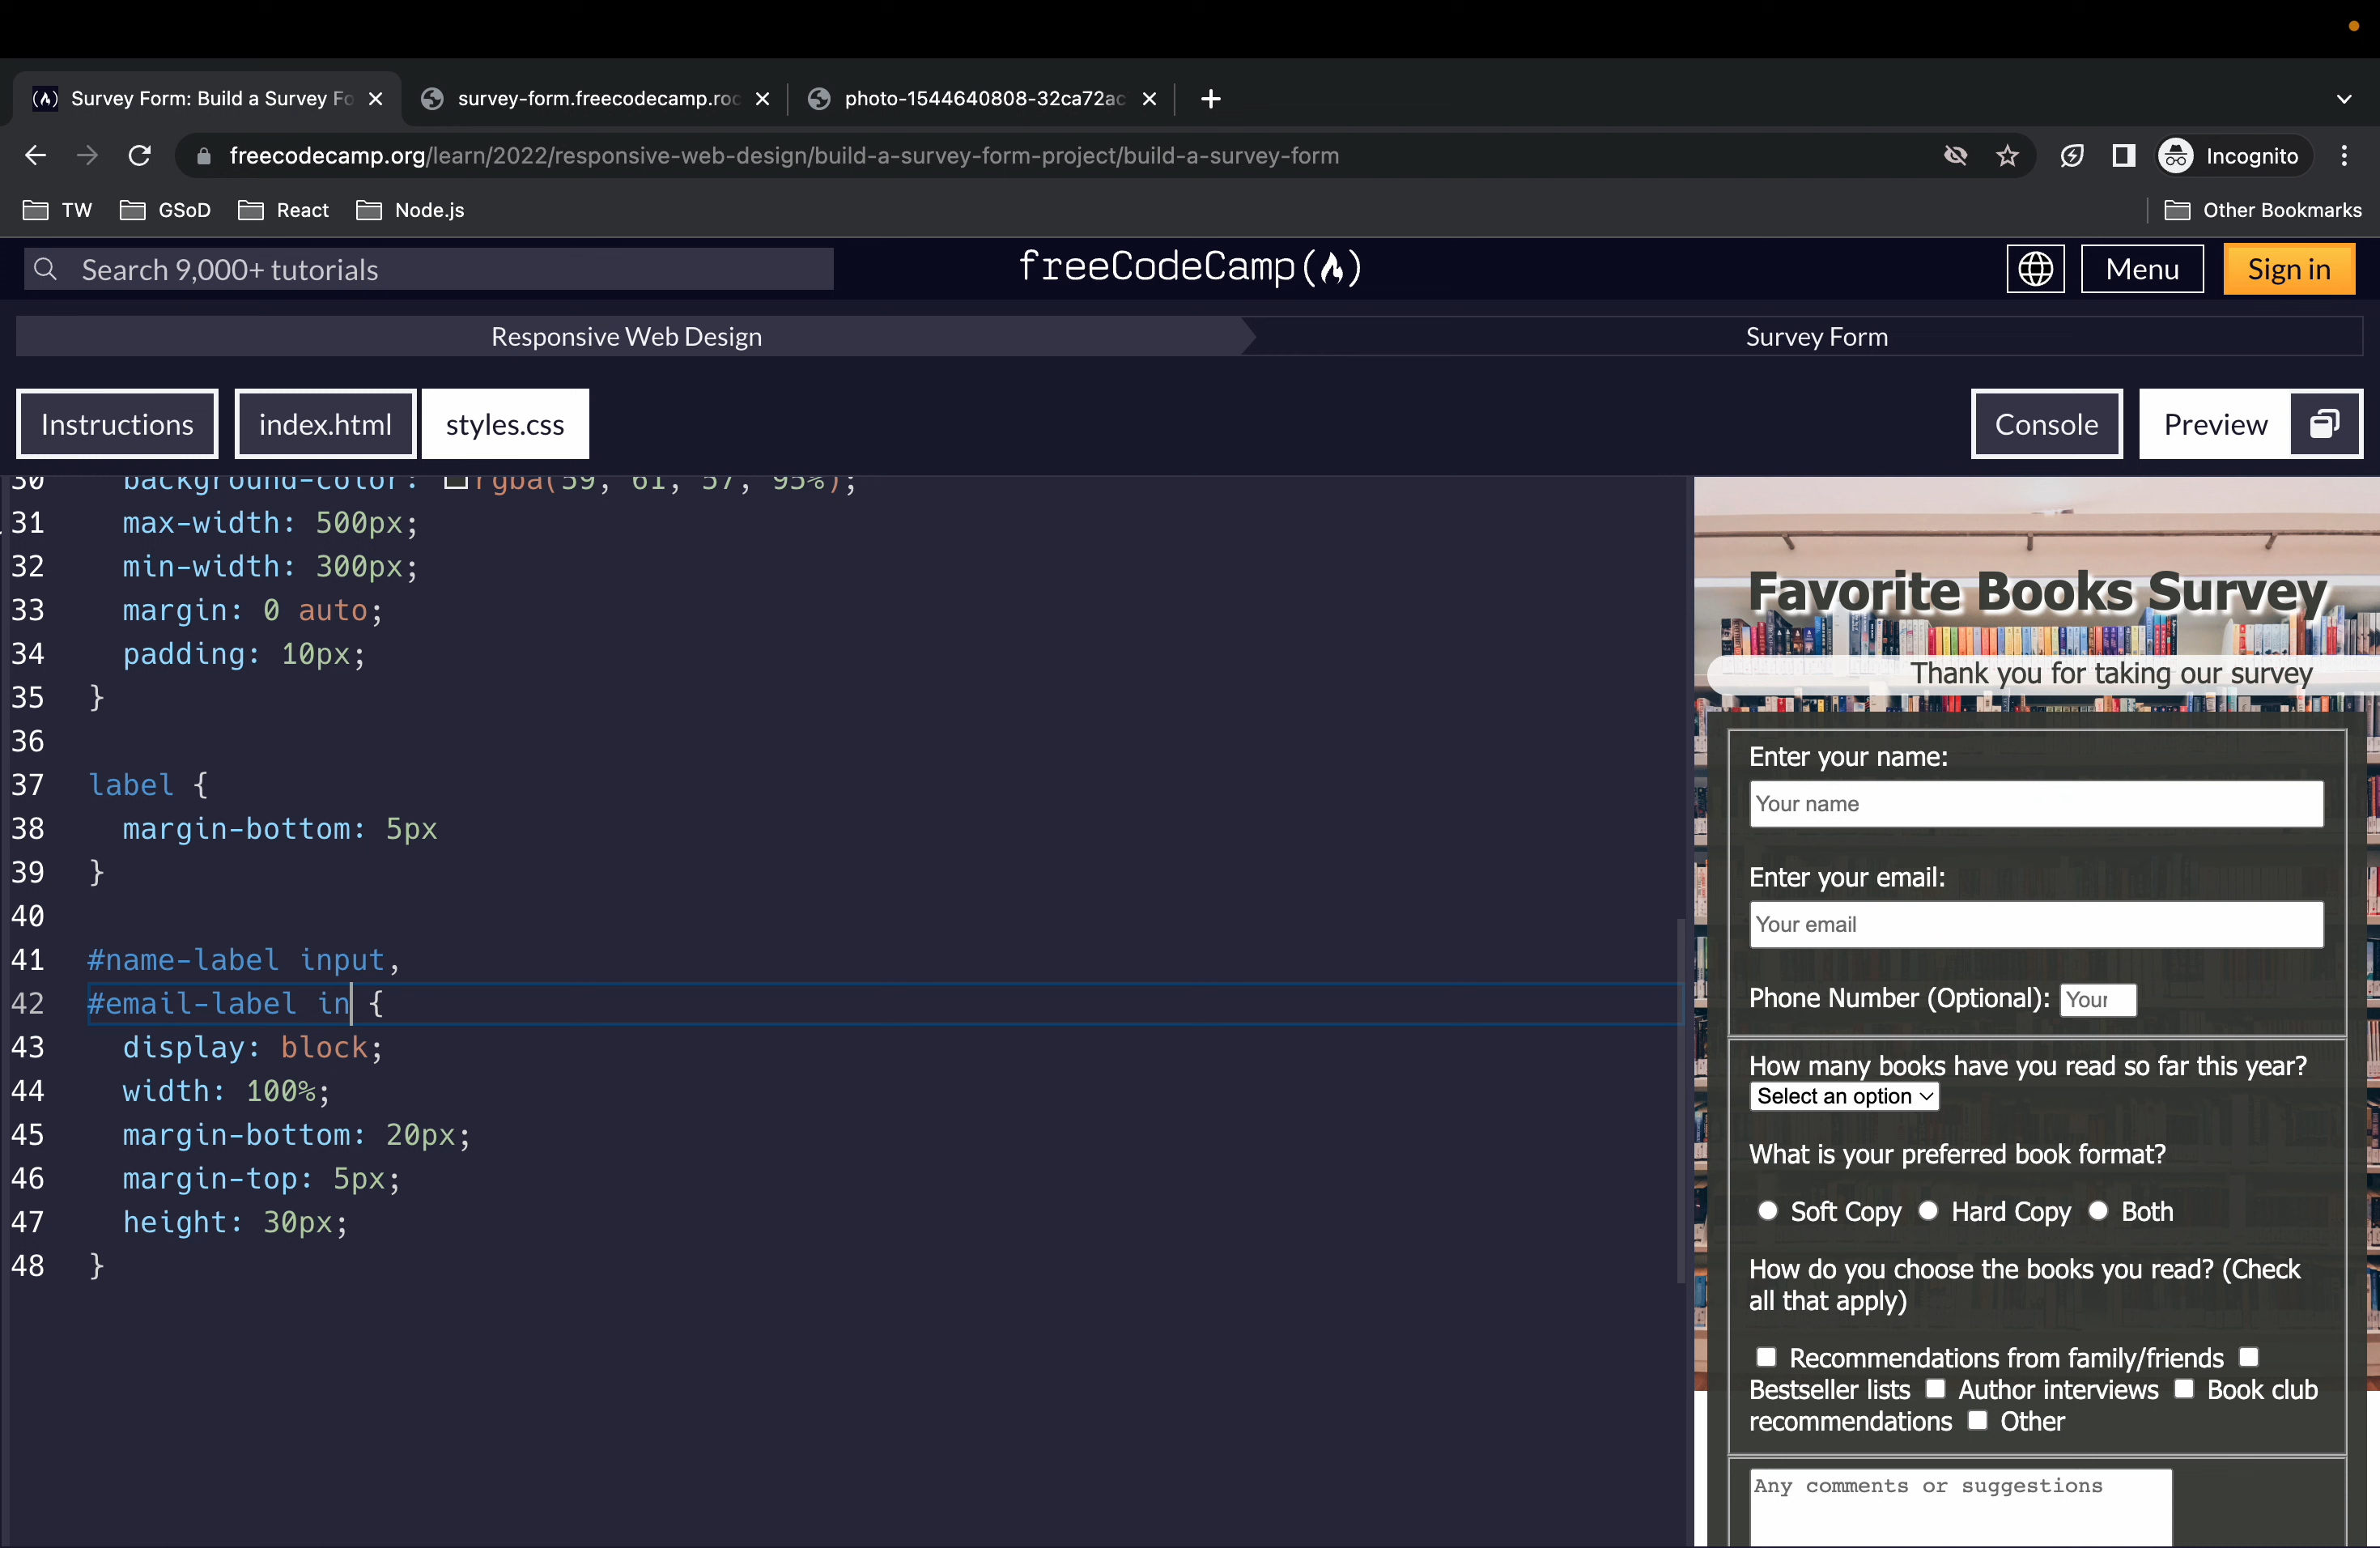 Survey Form: Build a Survey Fo
survey-form.freecodecamp.roc
photo-1544640808-32ca72ac
freecodecamp.org/learn/2022/responsive-web-design/build-a-survey-form-project/build-a-survey-form
Incognito
TW
GSoD
React
Node.js
Other Bookmarks
Search 9,000+ tutorials
freeCodeCamp
Menu
Sign in
Responsive Web Design
Survey Form
Instructions
index.html
styles.css
Console
Preview
30 background-color: rgba(59, 61, 57, 95%);
31 max-width: 500px;
32 min-width: 300px;
33 margin: 0 auto;
34 padding: 10px;
35 }
36
37 label {
38 margin-bottom: 5px
39 }
40
41 #name-label input,
42 #email-label in {
43 display: block;
44 width: 100%;
45 margin-bottom: 20px;
46 margin-top: 5px;
47 height: 30px;
48 }
Favorite Books Survey
Thank you for taking our survey
Enter your name:
Your name
Enter your email:
Your email
Phone Number (Optional): Your
How many books have you read so far this year?
Select an option
What is your preferred book format?
Soft Copy Hard Copy Both
How do you choose the books you read? (Check
all that apply)
Recommendations from family/friends
Bestseller lists Author interviews Book club
recommendations Other
Any comments or suggestions